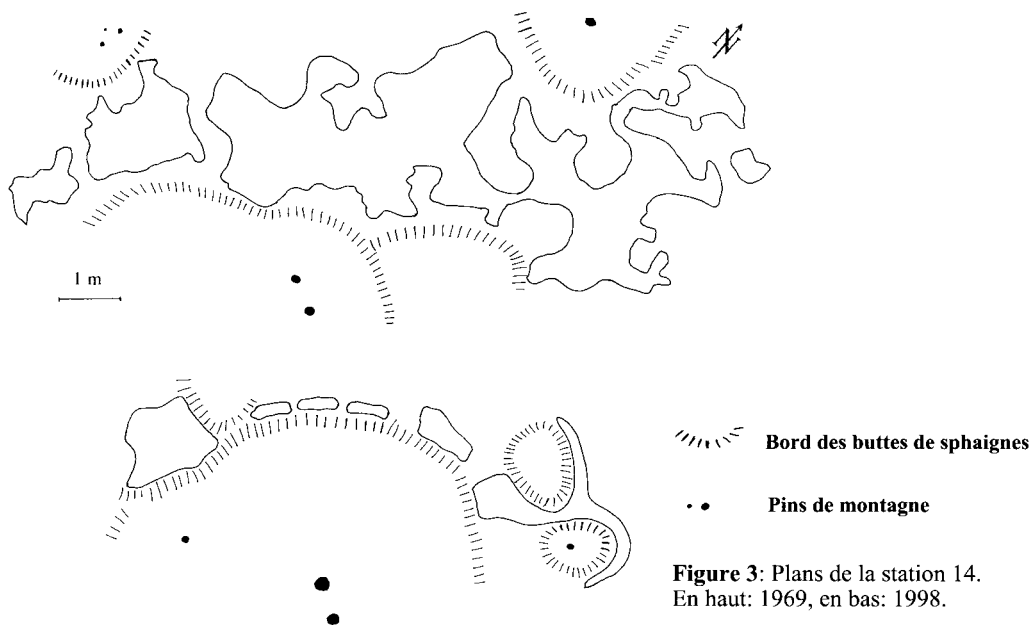 N
1 m
Bord des buttes de sphaignes
Pins de montagne
Figure 3: Plans de la station 14.
En haut: 1969, en bas: 1998.